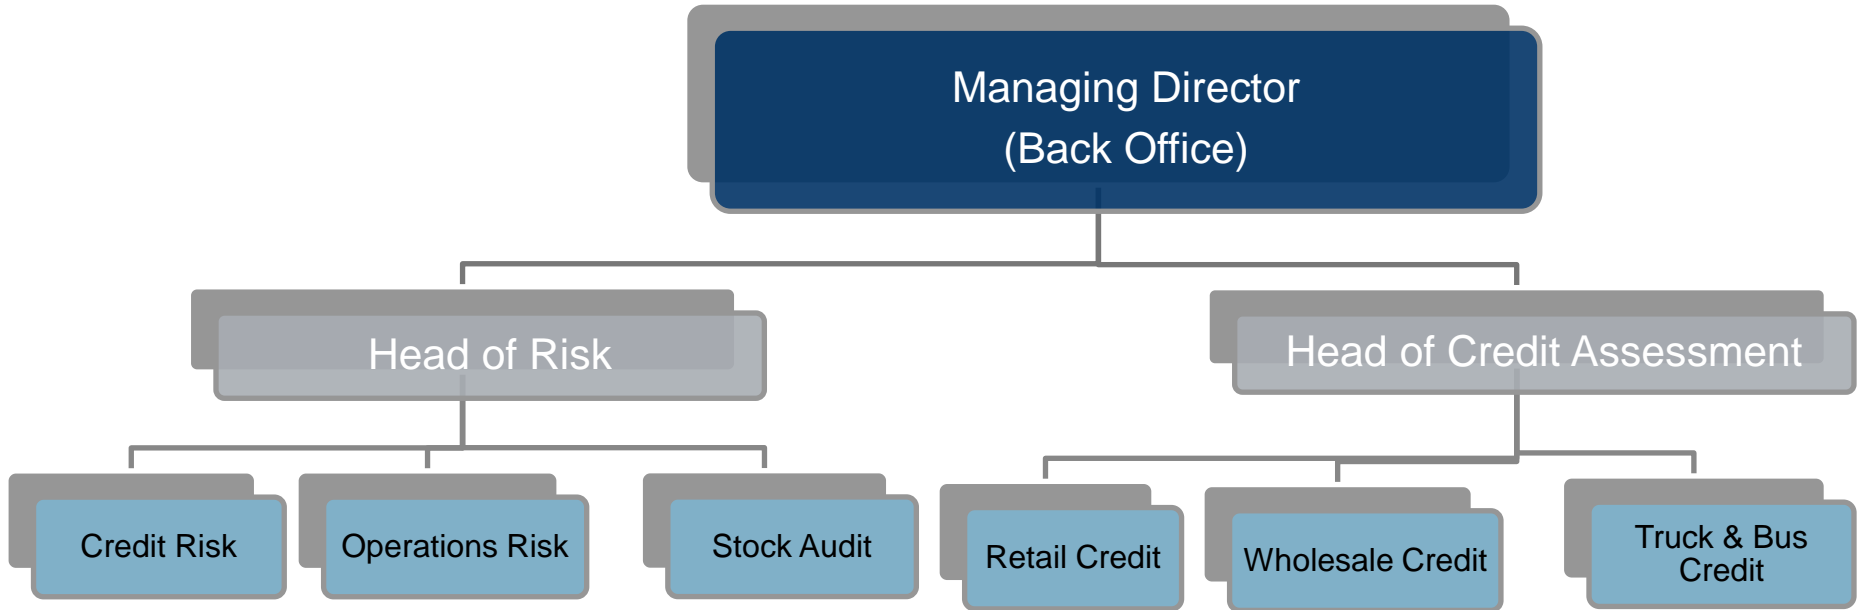 Managing Director
(Back Office)
Head of Risk
Head of Credit Assessment
Credit Risk
Operations Risk
Stock Audit
Retail Credit
Wholesale Credit
Truck & Bus
Credit